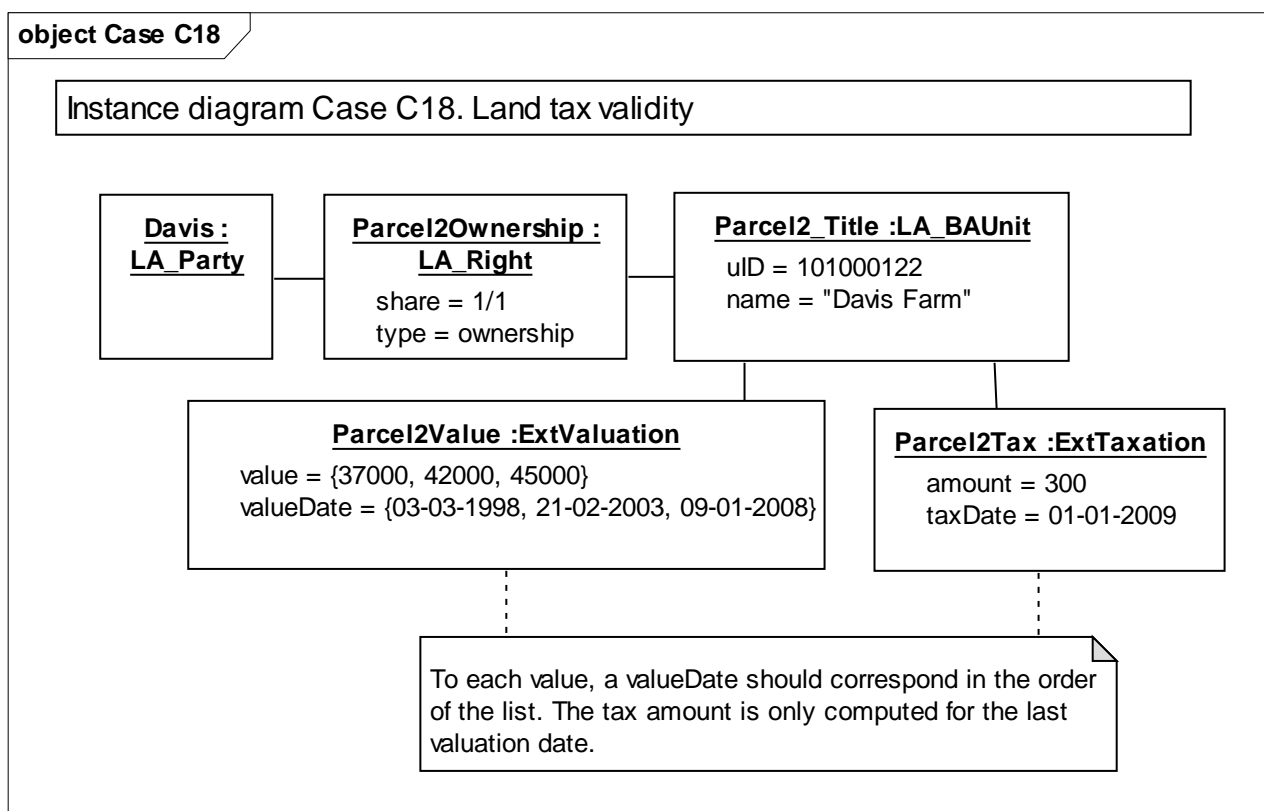 object Case C18
Instance diagram Case C18. Land tax validity
Davis :
LA_Party
Parcel2Ownership :
LA_Right
share = 1/1
type = ownership
Parcel2_Title :LA_BAUnit
uID = 101000122
name = "Davis Farm"
Parcel2Value :ExtValuation
value = {37000, 42000, 45000}
valueDate = {03-03-1998, 21-02-2003, 09-01-2008}
Parcel2Tax :ExtTaxation
amount = 300
taxDate = 01-01-2009
To each value, a valueDate should correspond in the order
of the list. The tax amount is only computed for the last
valuation date.